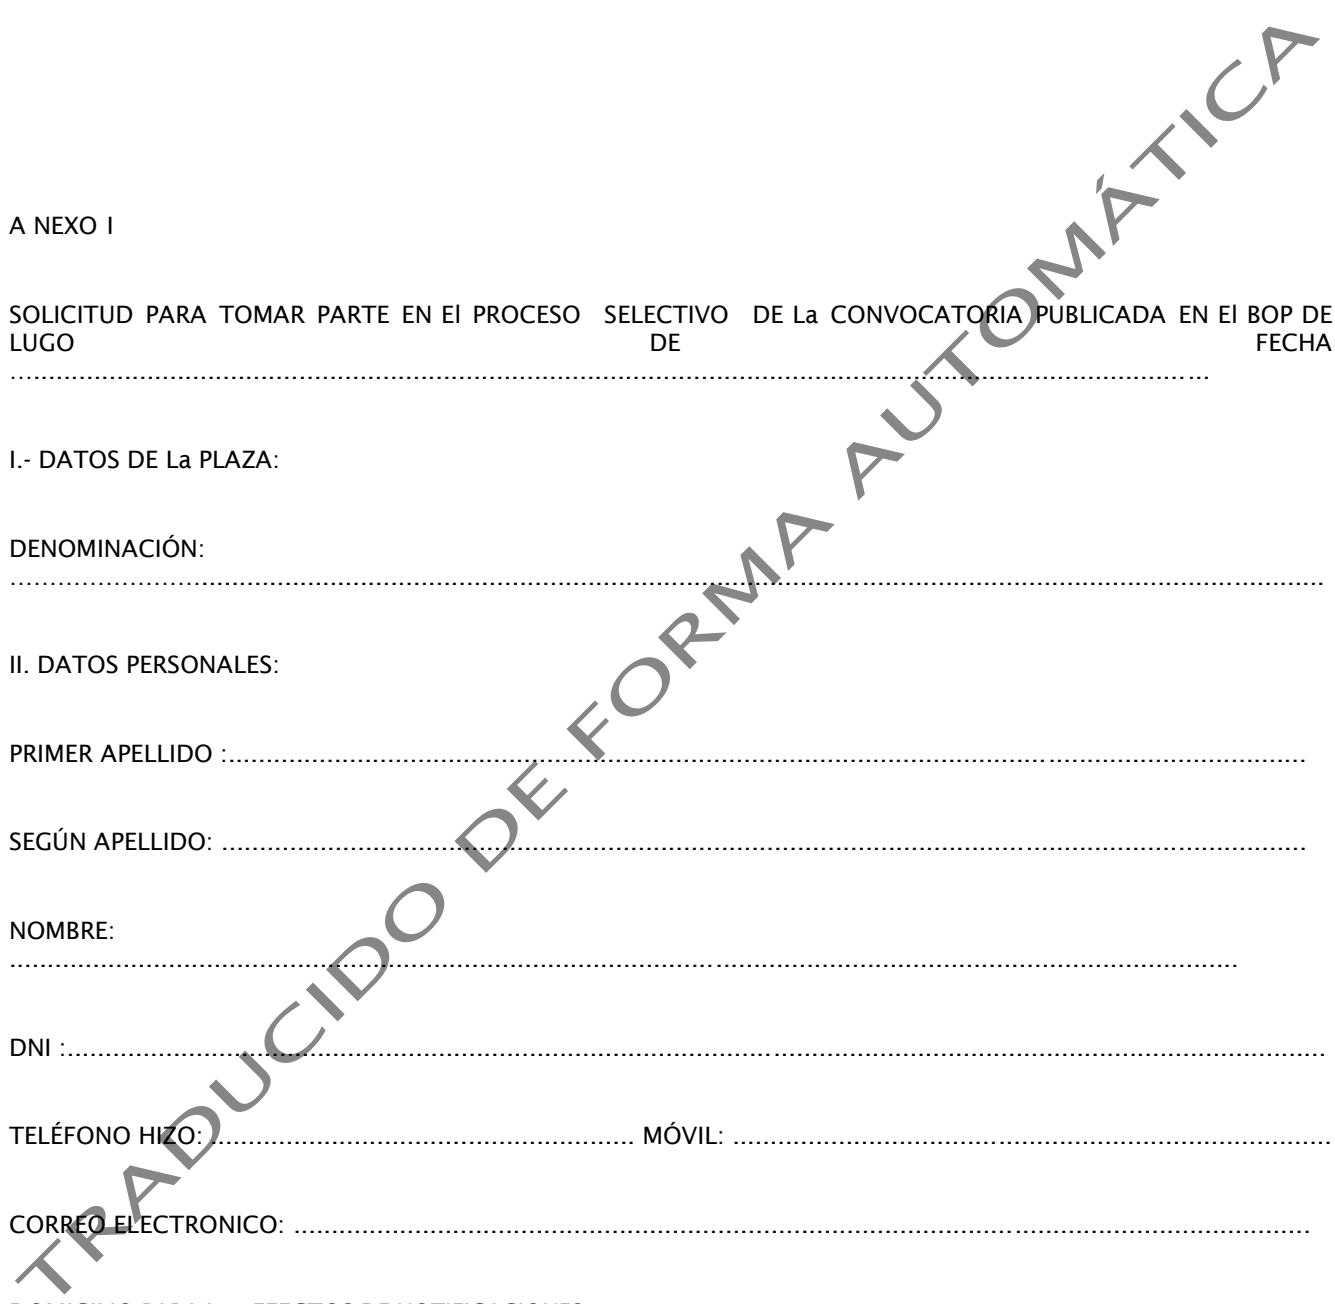 A NEXO I
SOLICITUD PARA TOMAR PARTE EN El PROCESO SELECTIVO DE La CONVOCATORIA PUBLICADA EN El BOP DE
LUGO DE FECHA
................................................................................
I.- DATOS DE La PLAZA:
DENOMINACIÓN:
................................................................................
II. DATOS PERSONALES:
PRIMER APELLIDO :................................................................................
SEGÚN APELLIDO: ................................................................................
NOMBRE:
................................................................................
DNI :................................................................................
TELÉFONO HIZO: ........................................ MÓVIL: ........................................
CORREO ELECTRONICO: ................................................................................
TRADUCIDO DE FORMA AUTOMÁTICA